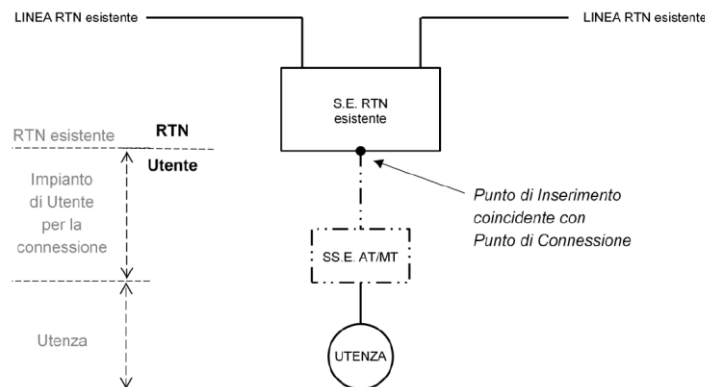 LINEA RTN esistente
LINEA RTN esistente
S.E. RTN
esistente
RTN esistente
RTN
Utente
Impianto
di Utente
per la
connessione
Punto di Inserimento
coincidente con
Punto di Connessione
SS.E. AT/MT
Utenza
UTENZA